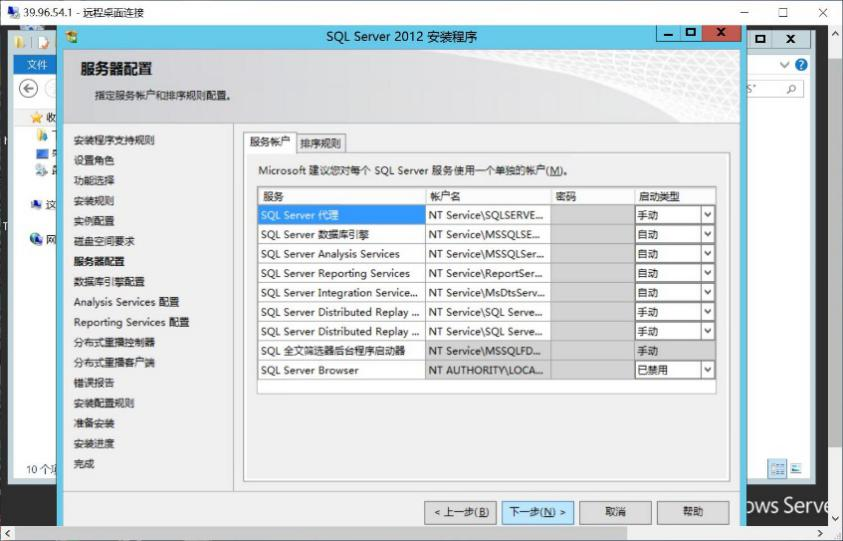 39.96.54.1 - 远程桌面连接
SQL Server 2012 安装程序
文件
服务器配置
指定服务帐户和排序规则配置。
收
这
网
10 个项
安装程序支持规则
设置角色
功能选择
安装规则
实例配置
磁盘空间要求
服务器配置
数据库引擎配置
Analysis Services 配置
Reporting Services 配置
分布式重播控制器
分布式重播客户端
错误报告
安装配置规则
准备安装
安装进度
完成
服务帐户 排序规则
Microsoft 建议您对每个 SQL Server 服务使用一个单独的帐户(M)。
服务 帐户名 密码 启动类型
SQL Server 代理 NT Service\SQLSERVE... 手动
SQL Server 数据库引擎 NT Service\MSSQLSE... 自动
SQL Server Analysis Services NT Service\MSSQLSer... 自动
SQL Server Reporting Services NT Service\ReportSer... 自动
SQL Server Integration Service... NT Service\MsDtsServ... 自动
SQL Server Distributed Replay ... NT Service\SQL Serve... 手动
SQL Server Distributed Replay ... NT Service\SQL Serve... 手动
SQL 全文筛选器后台程序启动器 NT Service\MSSQLFD... 手动
SQL Server Browser NT AUTHORITY\LOCA... 已禁用
< 上一步(B) 下一步(N) > 取消 帮助
ows Serve